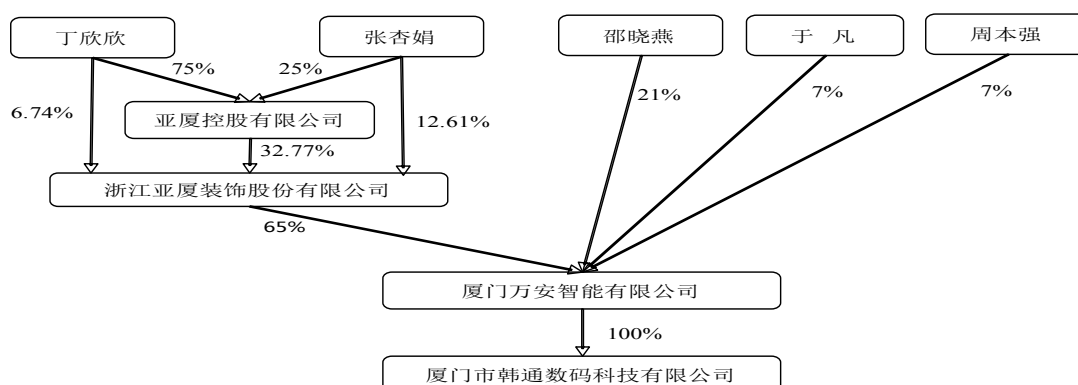 丁欣欣
张杏娟
邵晓燕
于 凡
周本强
75%
25%
6.74%
12.61%
21%
7%
7%
亚厦控股有限公司
32.77%
浙江亚厦装饰股份有限公司
65%
厦门万安智能有限公司
100%
厦门市韩通数码科技有限公司